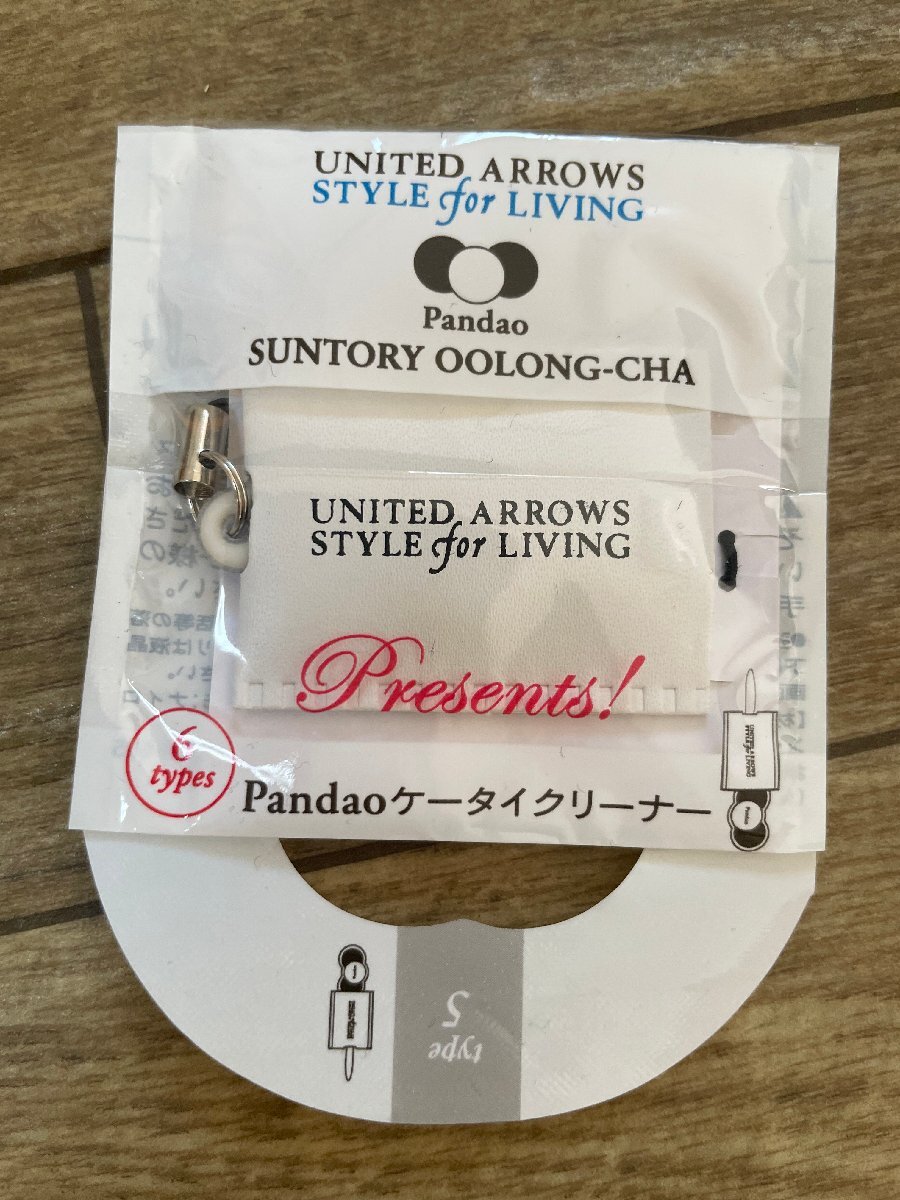 UNITED ARROWS
STYLE for LIVING
Pandao
SUNTORY OOLONG-CHA
UNITED ARROWS
STYLE for LIVING
Presents!
6
types
Pandaoケータイクリーナー
type
5